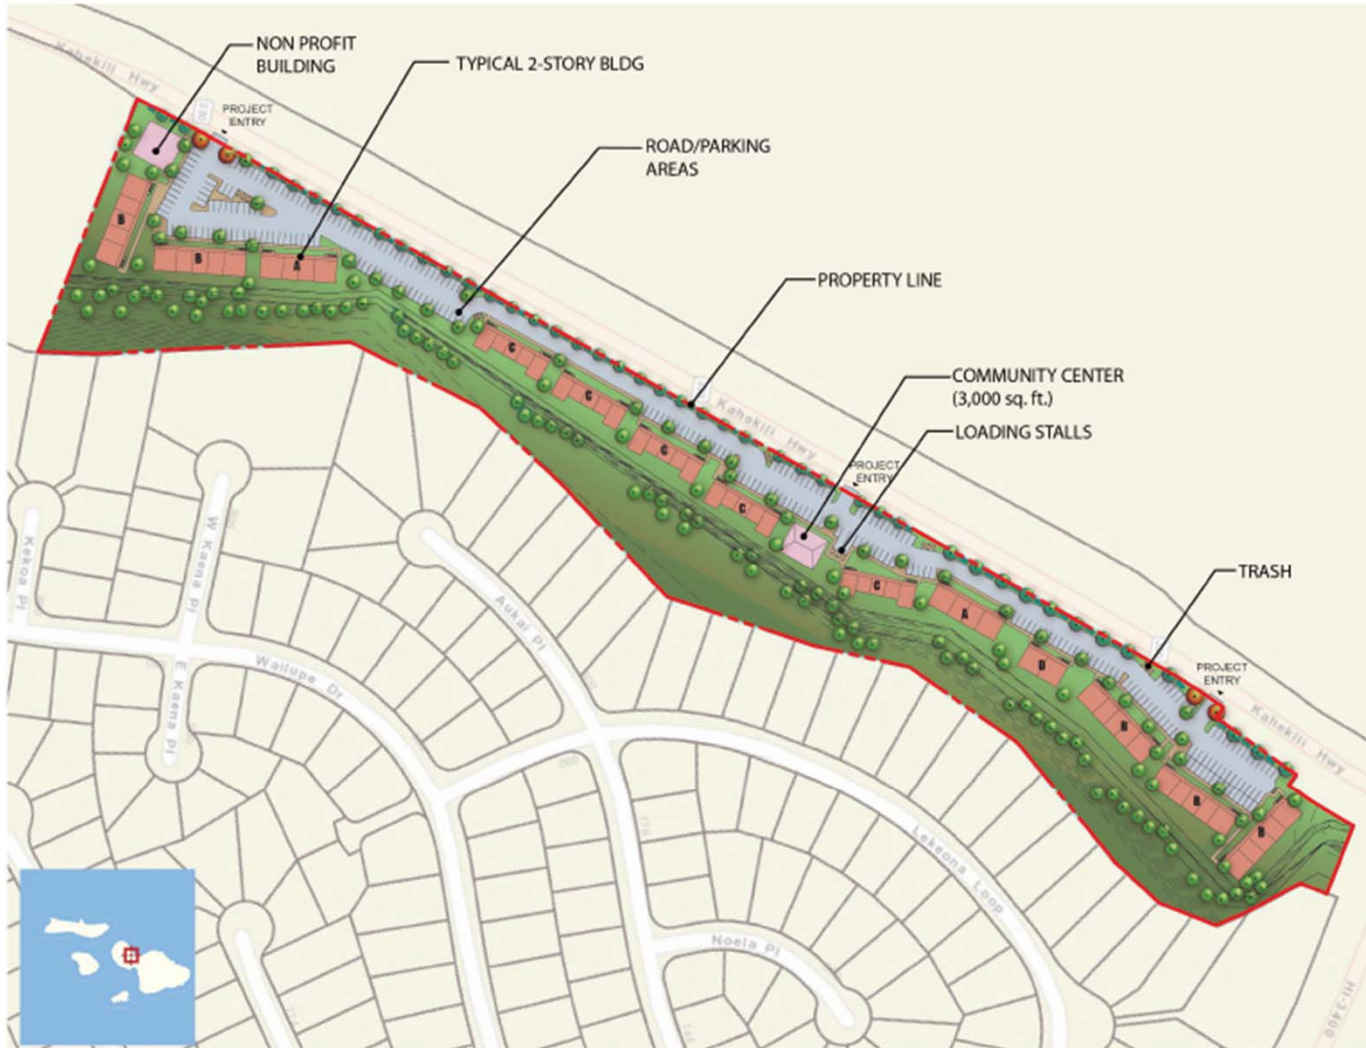 NON PROFIT
BUILDING
TYPICAL 2-STORY BLDG
Kahekili Hwy
PROJECT
ENTRY
ROAD/PARKING
AREAS
B
B
A
PROPERTY LINE
C
C
C
C
Kahekili Hwy
COMMUNITY CENTER
(3,000 sq. ft.)
LOADING STALLS
PROJECT
ENTRY
C
A
D
B
B
B
TRASH
PROJECT
ENTRY
Kahekili Hwy
Kekoa Pl
W Kaena Pl
E Kaena Pl
Wailupe Dr
Aukai Pl
Lekeona Loop
Noela Pl
HI-3400